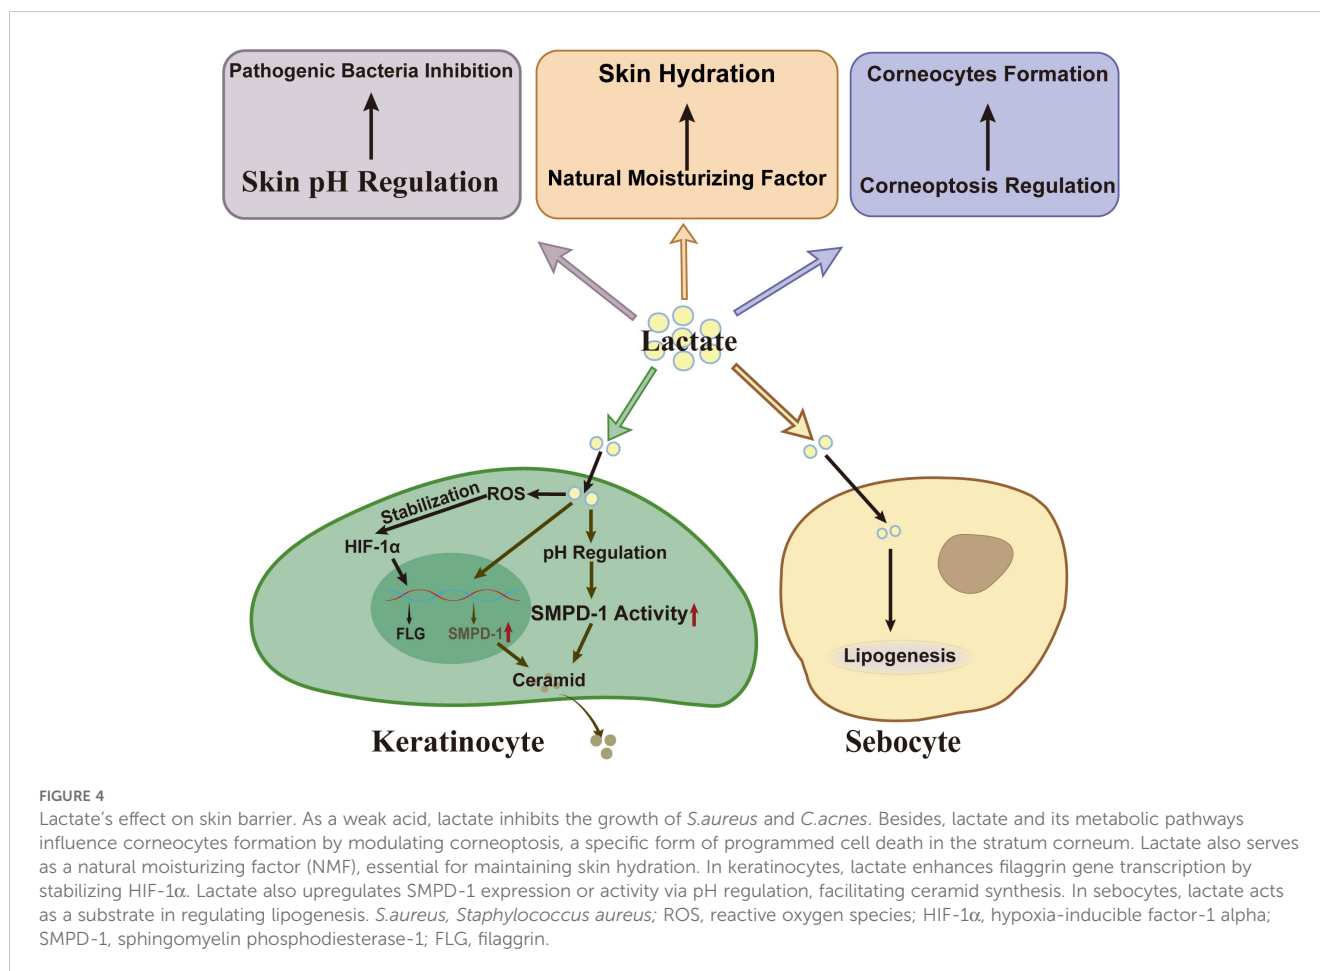 Pathogenic Bacteria Inhibition
Skin pH Regulation
Skin Hydration
Natural Moisturizing Factor
Corneocytes Formation
Corneoptosis Regulation
Lactate
Stabilization
ROS
HIF-1α
pH Regulation
SMPD-1 Activity
FLG
SMPD-1
Ceramid
Keratinocyte
Lipogenesis
Sebocyte
FIGURE 4
Lactate's effect on skin barrier. As a weak acid, lactate inhibits the growth of S.aureus and C.acnes. Besides, lactate and its metabolic pathways
influence corneocytes formation by modulating corneoptosis, a specific form of programmed cell death in the stratum corneum. Lactate also serves
as a natural moisturizing factor (NMF), essential for maintaining skin hydration. In keratinocytes, lactate enhances filaggrin gene transcription by
stabilizing HIF-1α. Lactate also upregulates SMPD-1 expression or activity via pH regulation, facilitating ceramid synthesis. In sebocytes, lactate acts
as a substrate in regulating lipogenesis. S.aureus, Staphylococcus aureus; ROS, reactive oxygen species; HIF-1α, hypoxia-inducible factor-1 alpha;
SMPD-1, sphingomyelin phosphodiesterase-1; FLG, filaggrin.